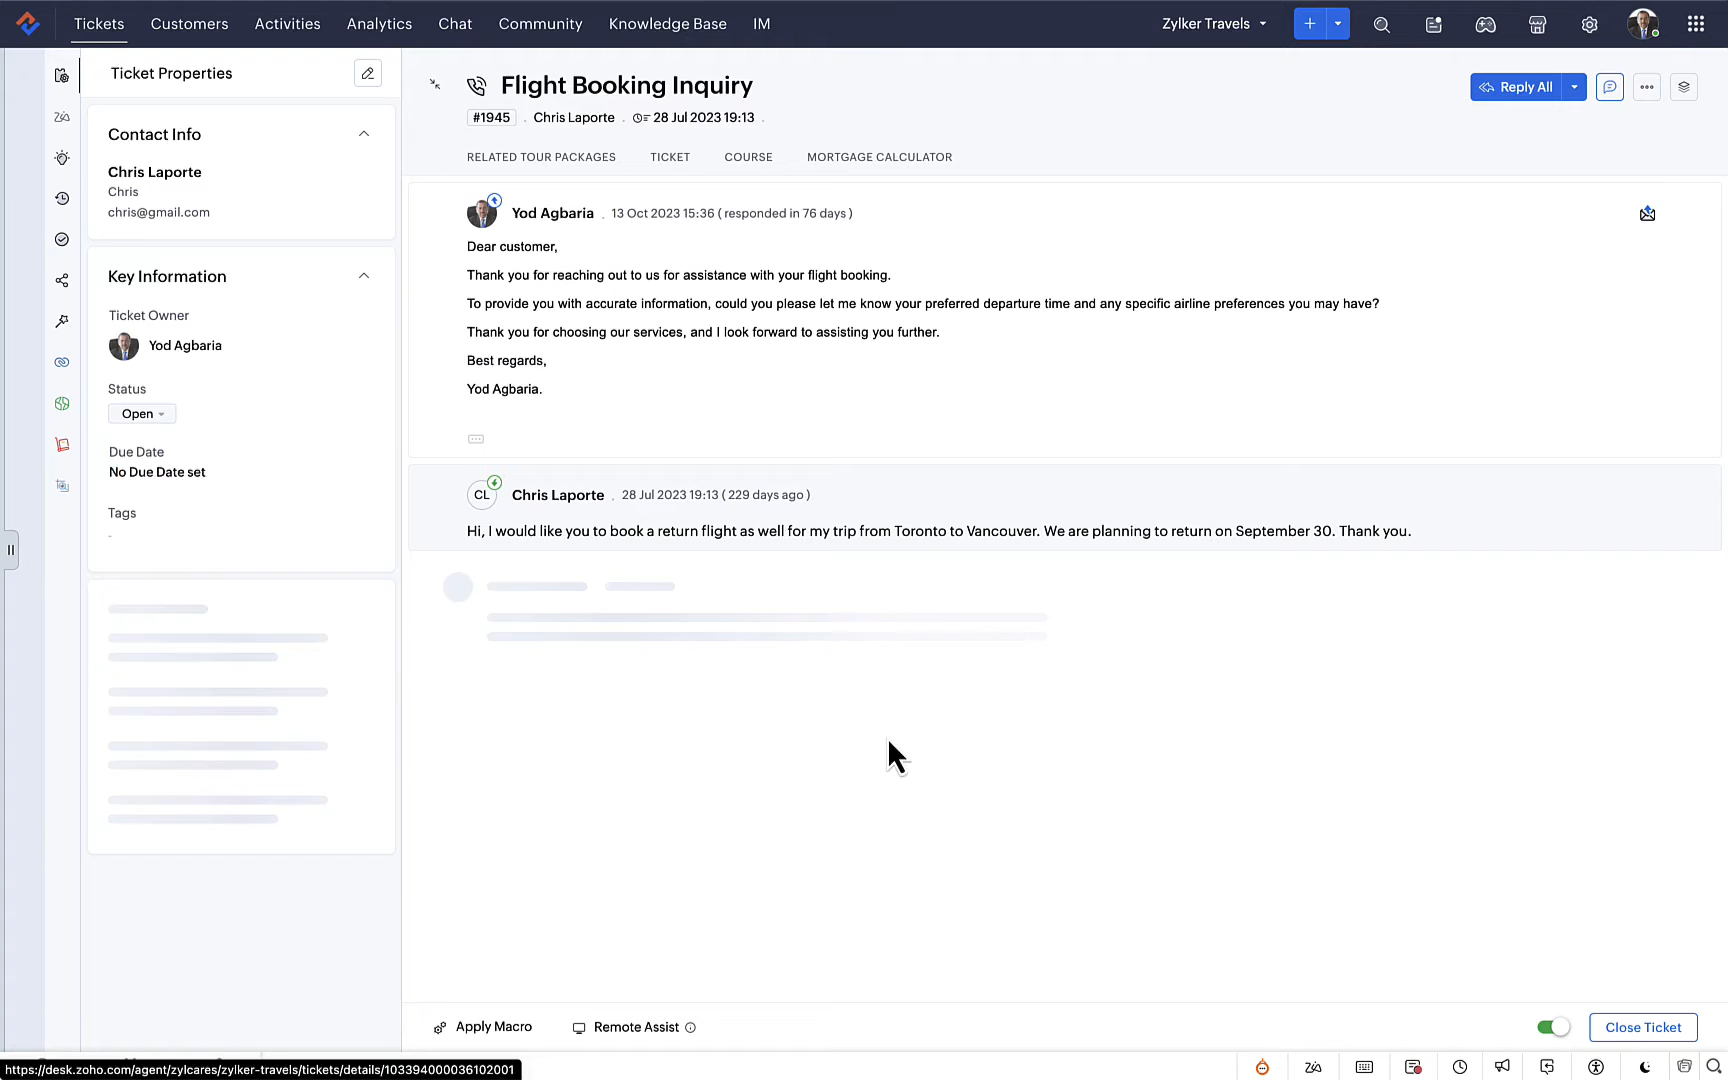 Tickets Customers Activities Analytics Chat Community Knowledge Base IM Zylker Travels
Ticket Properties
Contact Info
Chris Laporte
Chris
chris@gmail.com
Key Information
Ticket Owner
Yod Agbaria
Status
Open
Due Date
No Due Date set
Tags
-
Flight Booking Inquiry
#1945 . Chris Laporte . 28 Jul 2023 19:13 .
RELATED TOUR PACKAGES TICKET COURSE MORTGAGE CALCULATOR
Reply All
Yod Agbaria . 13 Oct 2023 15:36 ( responded in 76 days )
Dear customer,
Thank you for reaching out to us for assistance with your flight booking.
To provide you with accurate information, could you please let me know your preferred departure time and any specific airline preferences you may have?
Thank you for choosing our services, and I look forward to assisting you further.
Best regards,
Yod Agbaria.
CL Chris Laporte . 28 Jul 2023 19:13 ( 229 days ago )
Hi, I would like you to book a return flight as well for my trip from Toronto to Vancouver. We are planning to return on September 30. Thank you.
Apply Macro Remote Assist Close Ticket
https://desk.zoho.com/agent/zylcares/zylker-travels/tickets/details/103394000036102001